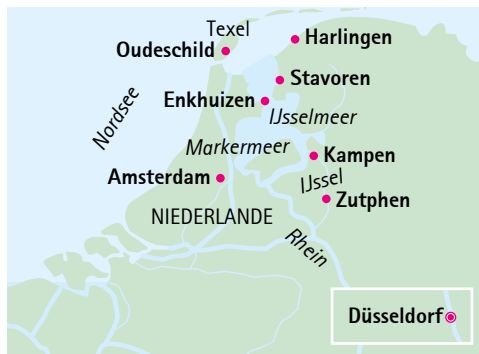 Texel
Oudeschild
Harlingen
Stavoren
Enkhuizen
IJsselmeer
Nordsee
Markermeer
Kampen
Amsterdam
IJssel
Zutphen
NIEDERLANDE
Rhein
Düsseldorf